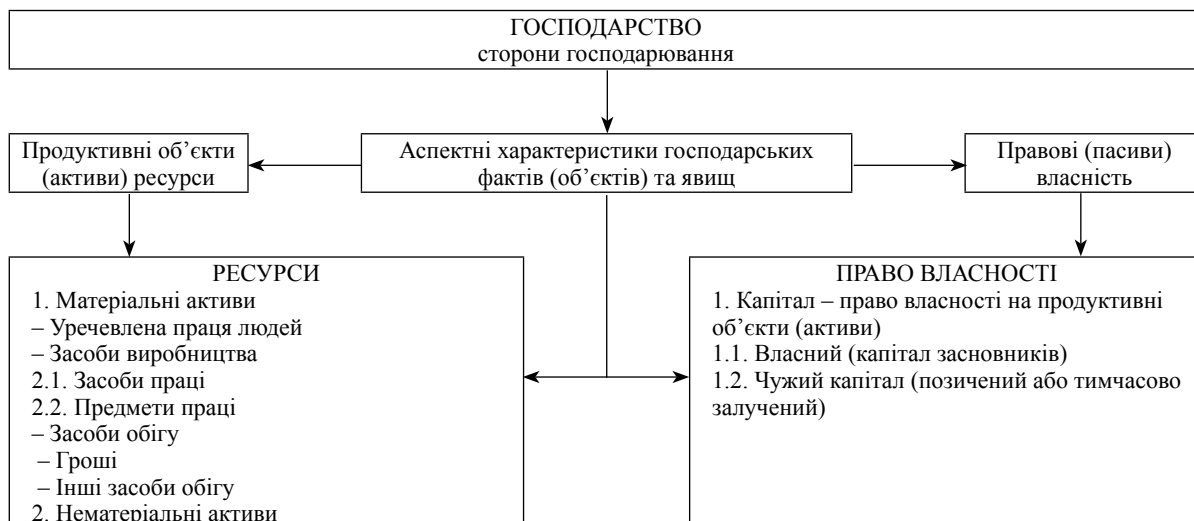 ГОСПОДАРСТВО
сторони господарювання
Продуктивні об’єкти
(активи) ресурси
Аспектні характеристики господарських
фактів (об’єктів) та явищ
Правові (пасиви)
власність
РЕСУРСИ
1. Матеріальні активи
– Уречевлена праця людей
– Засоби виробництва
2.1. Засоби праці
2.2. Предмети праці
– Засоби обігу
– Гроші
– Інші засоби обігу
2. Нематеріальні активи
ПРАВО ВЛАСНОСТІ
1. Капітал – право власності на продуктивні
об’єкти (активи)
1.1. Власний (капітал засновників)
1.2. Чужий капітал (позичений або тимчасово
залучений)